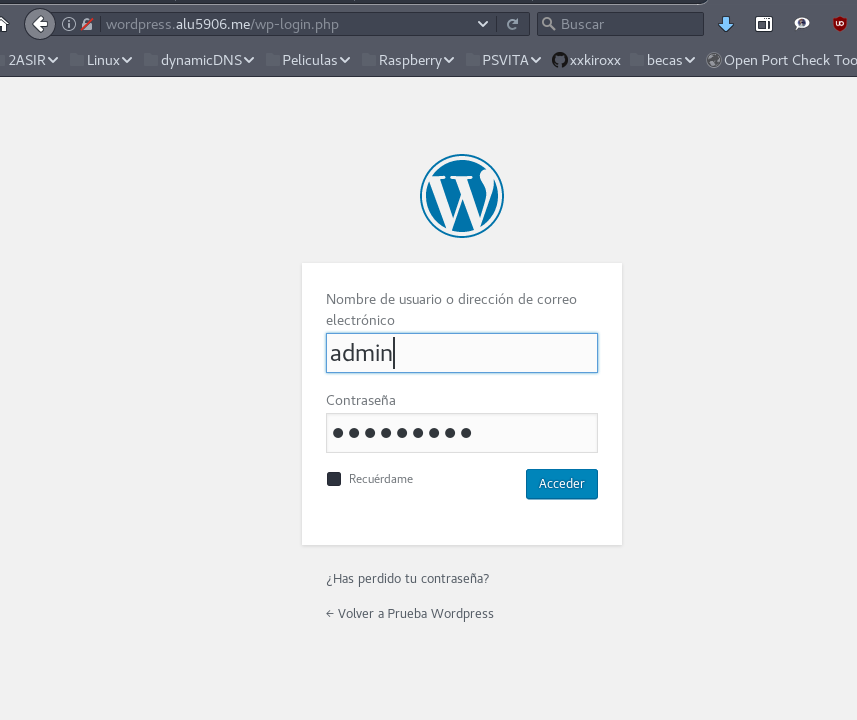 wordpress.alu5906.me/wp-login.php
Buscar
2ASIR Linux dynamicDNS Peliculas Raspberry PSVITA xxkiroxx becas Open Port Check Too
Nombre de usuario o dirección de correo
electrónico
admin
Contraseña
Recuérdame
Acceder
¿Has perdido tu contraseña?
← Volver a Prueba Wordpress